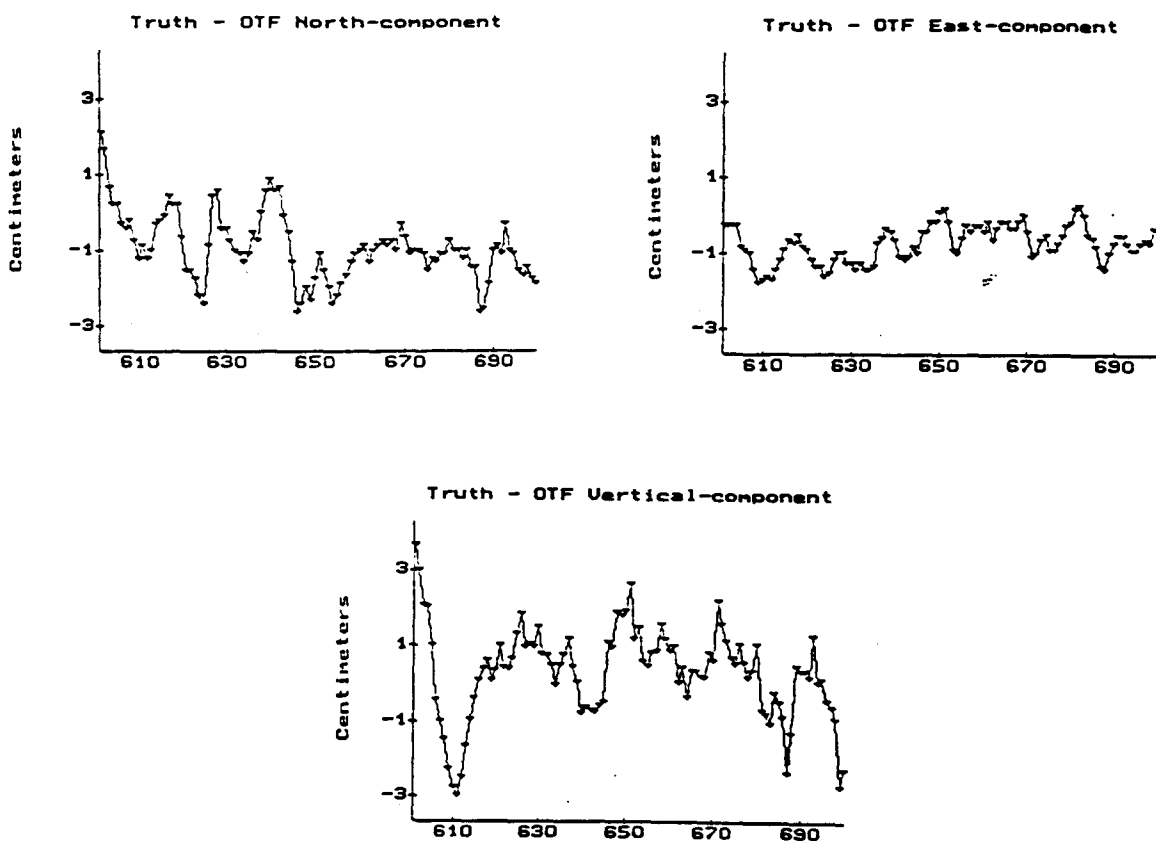 Truth - OTF North-component
Centimeters
3
1
-1
-3
610 630 650 670 690
Truth - OTF East-component
Centimeters
3
1
-1
-3
610 630 650 670 690
Truth - OTF Vertical-component
Centimeters
3
1
-1
-3
610 630 650 670 690